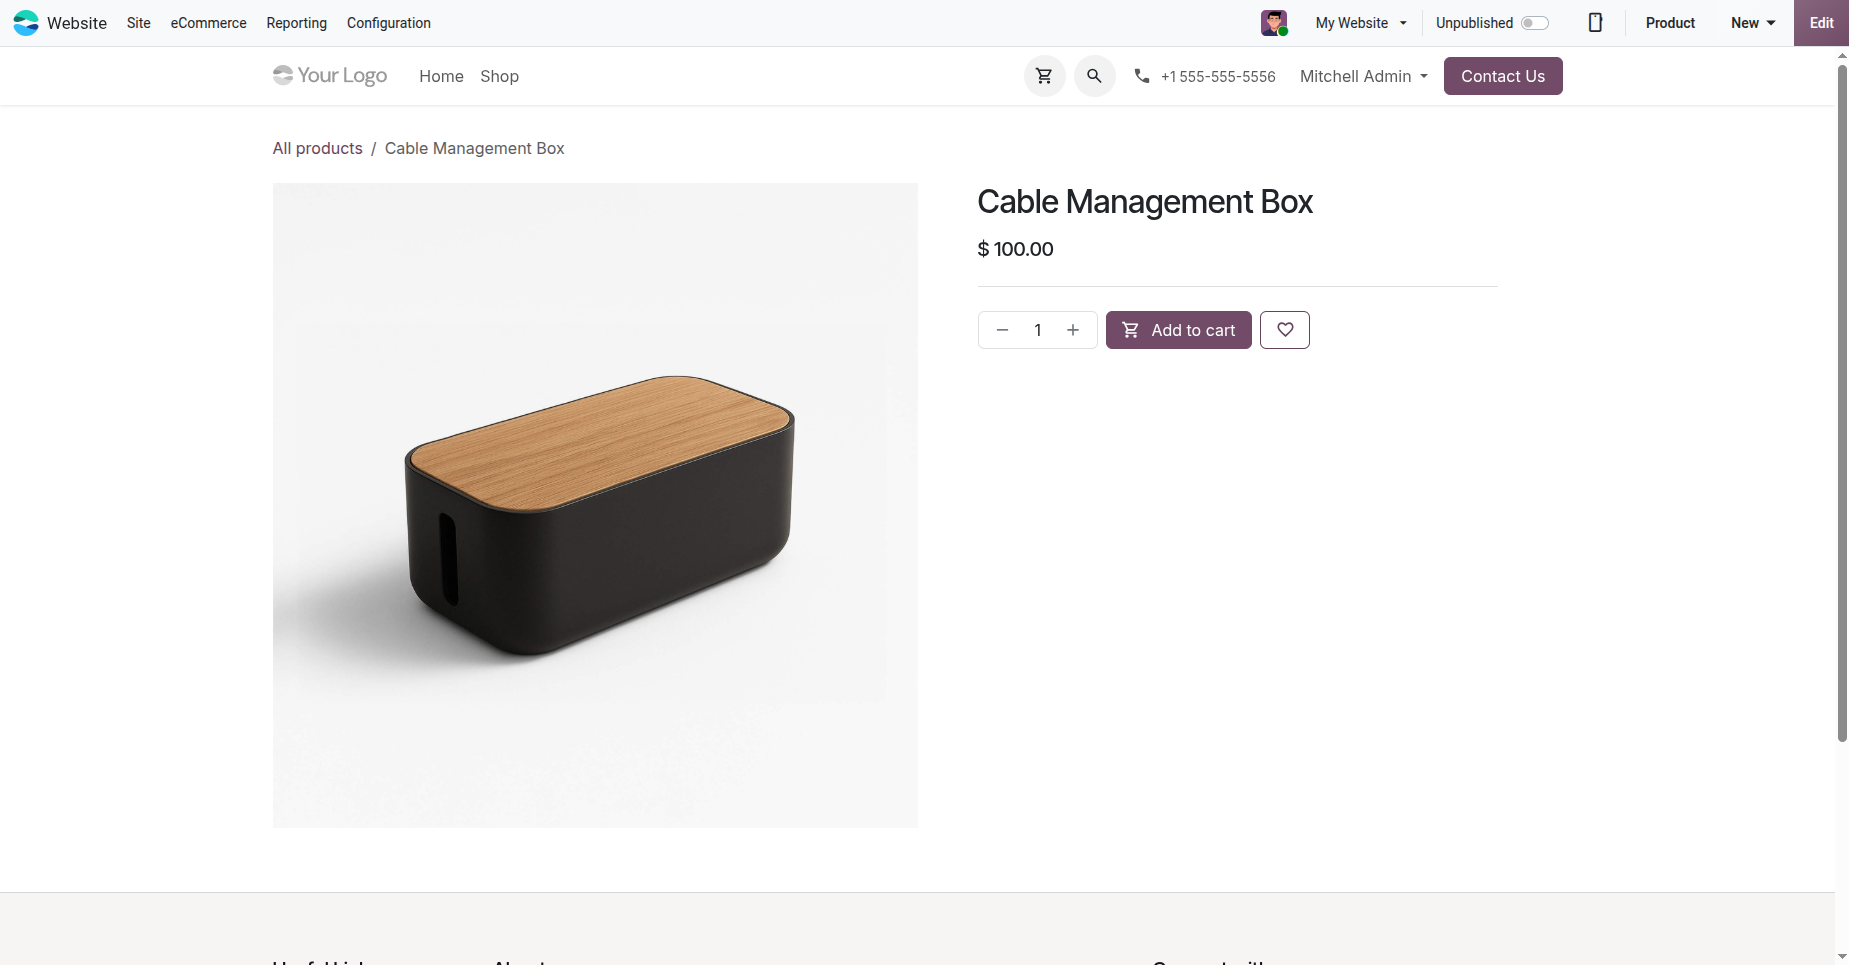 Website Site eCommerce Reporting Configuration My Website Unpublished Product New Edit
Your Logo Home Shop +1 555-555-5556 Mitchell Admin Contact Us
All products / Cable Management Box
Cable Management Box
$ 100.00
1 Add to cart